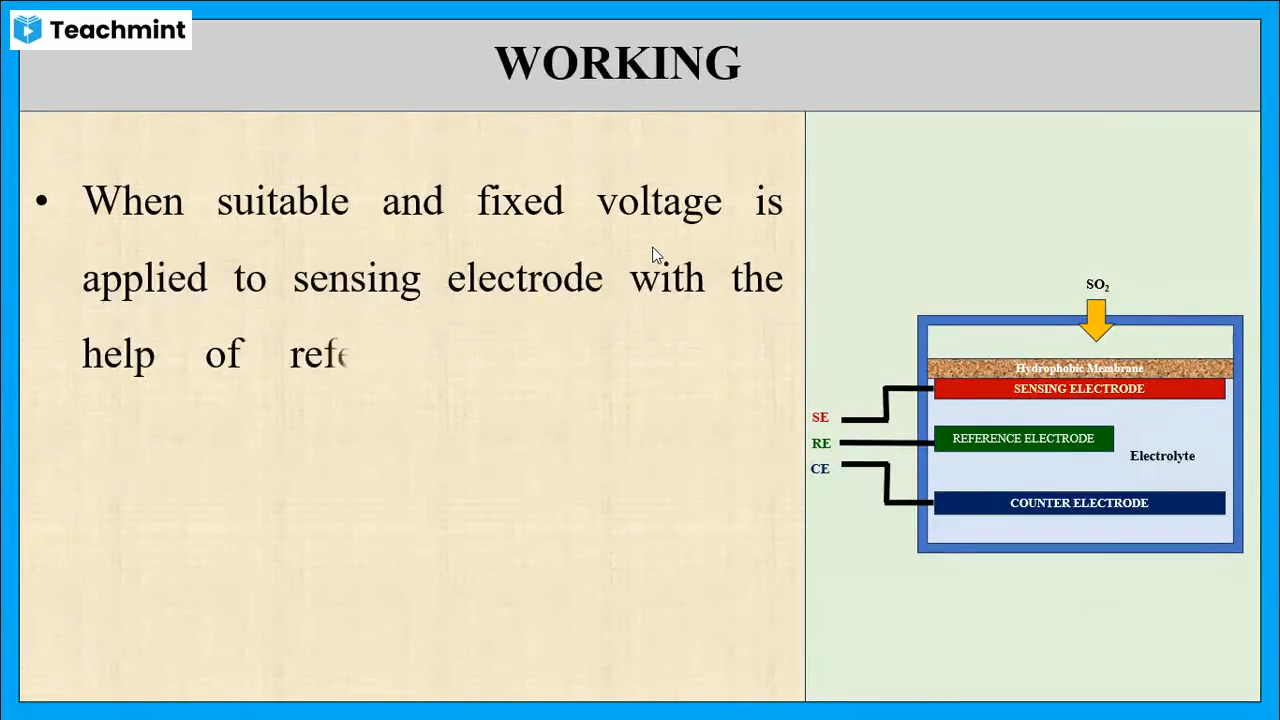 Teachmint
WORKING
• When suitable and fixed voltage is
applied to sensing electrode with the
help of refe
SO₂
Hydrophobic Membrane
SENSING ELECTRODE
SE
RE
REFERENCE ELECTRODE
Electrolyte
CE
COUNTER ELECTRODE